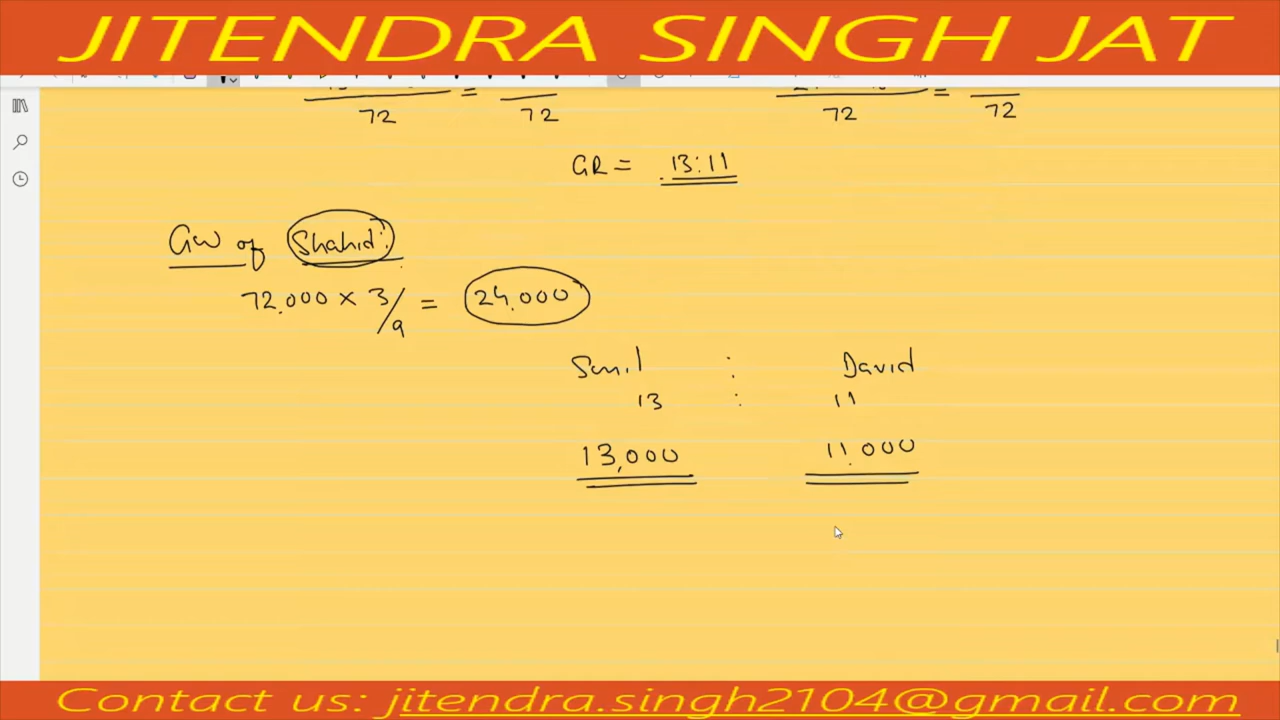 JITENDRA SINGH JAT
72 = 72 72 = 72
GR = 13:11
GW of Shahid:
72,000 × 3/9 = 24,000
Sunil : David
13 : 11
13,000 11,000
Contact us: jitendra.singh2104@gmail.com